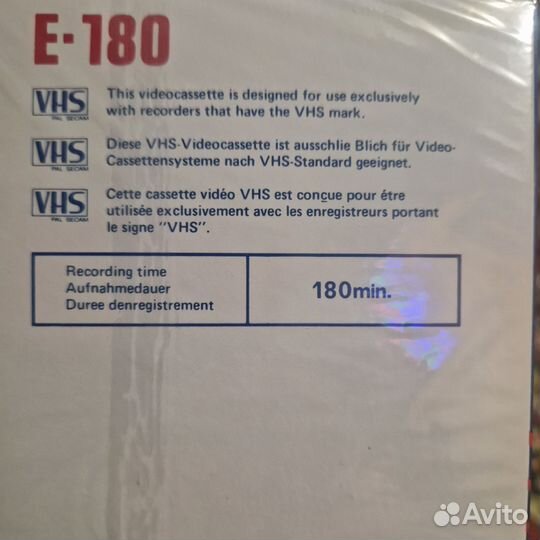 E-180
VHS
PAL SECAM
This videocassette is designed for use exclusively
with recorders that have the VHS mark.
VHS
PAL SECAM
Diese VHS-Videocassette ist ausschlie Blich für Video-
Cassettensysteme nach VHS-Standard geeignet.
VHS
PAL SECAM
Cette cassette vidéo VHS est conçue pour étre
utilisée exclusivement avec les enregistreurs portant
le signe "VHS".
Recording time
Aufnahmedauer
Duree denregistrement
180min.
Avito